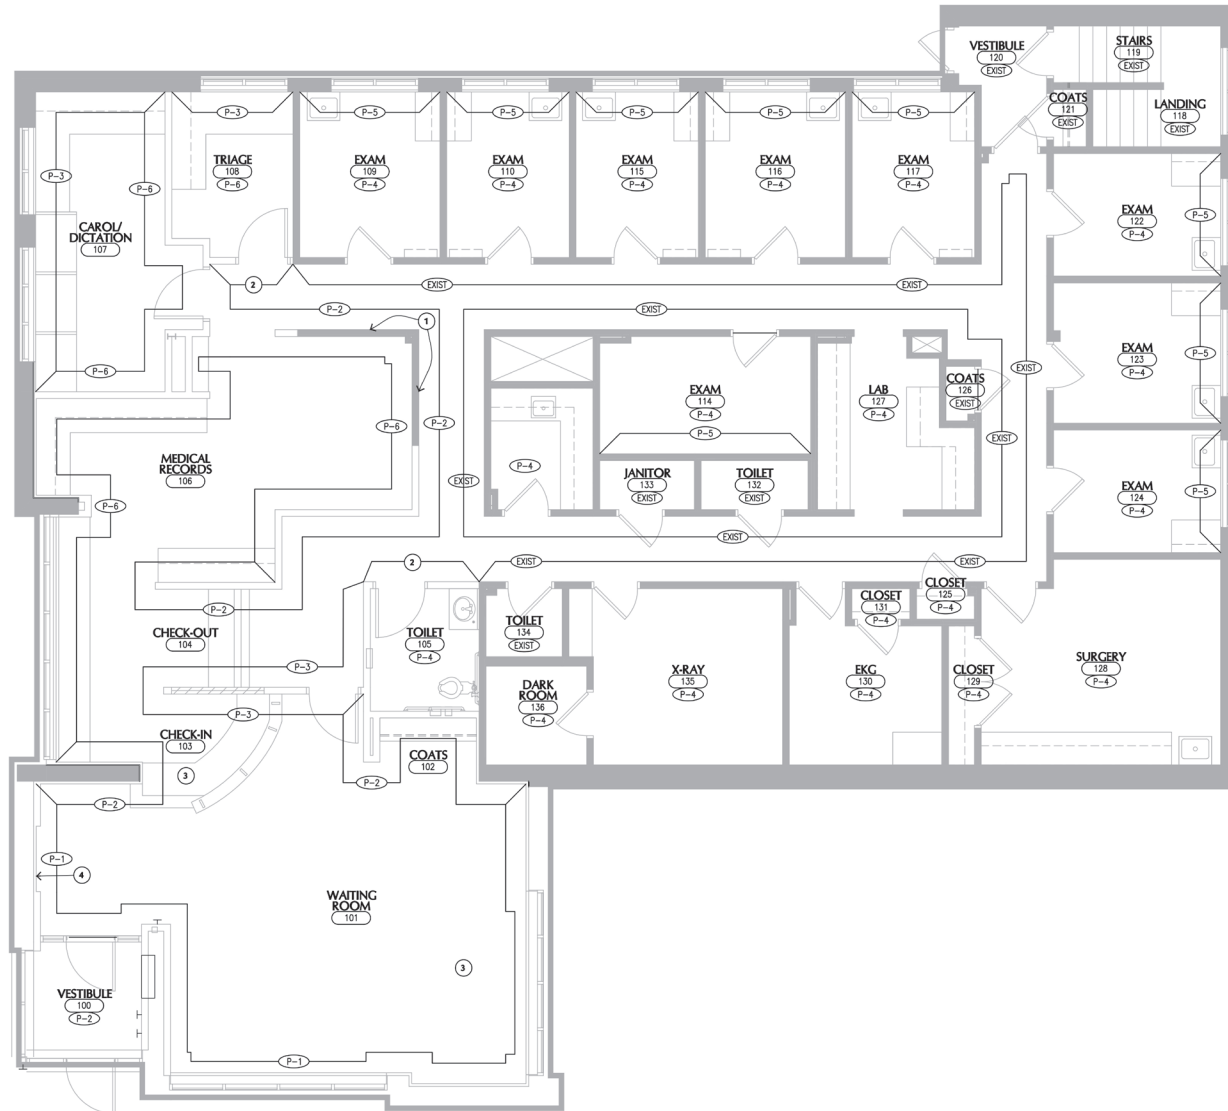 VESTIBULE
120
EXIST
STAIRS
119
EXIST
COATS
121
EXIST
LANDING
118
EXIST
P-3
P-5
P-5
P-5
P-5
P-5
TRIAGE
108
P-6
EXAM
109
P-4
EXAM
110
P-4
EXAM
115
P-4
EXAM
116
P-4
EXAM
117
P-4
P-3
P-6
CAROL/
DICTATION
107
EXAM
122
P-4
P-5
2
EXIST
EXIST
P-2
EXIST
1
P-6
EXAM
123
P-4
P-5
EXIST
COATS
126
EXIST
EXAM
114
P-4
LAB
127
P-4
P-2
P-6
P-5
EXIST
MEDICAL
RECORDS
106
P-4
EXIST
JANITOR
133
EXIST
TOILET
132
EXIST
EXAM
124
P-4
P-5
P-6
EXIST
2
EXIST
EXIST
P-2
CLOSET
125
P-4
CLOSET
131
P-4
CHECK-OUT
104
TOILET
105
P-4
TOILET
134
EXIST
P-3
X-RAY
135
P-4
EKG
130
P-4
CLOSET
129
P-4
SURGERY
128
P-4
DARK
ROOM
136
P-4
P-3
CHECK-IN
103
3
COATS
102
P-2
P-2
P-1
4
WAITING
ROOM
101
3
VESTIBULE
100
P-2
P-1